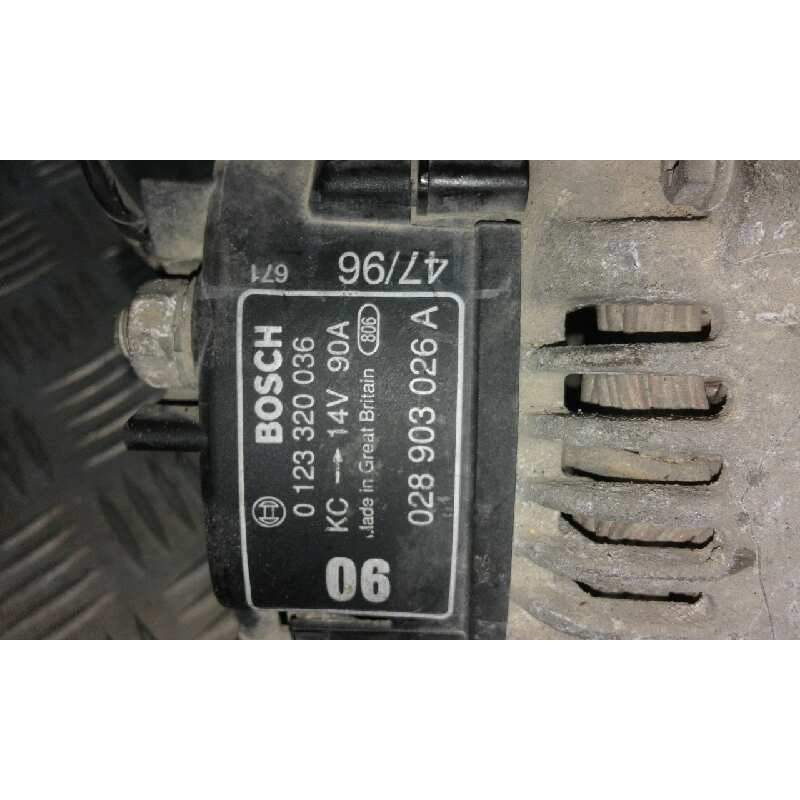 47/96
671
BOSCH
0 123 320 036
KC → 14V 90A
Made in Great Britain 806
028 903 026 A
90